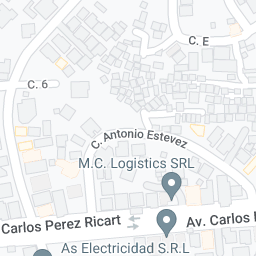 C. E
C. 6
C. Antonio Estevez
M.C. Logistics SRL
Carlos Perez Ricart
Av. Carlos
As Electricidad S.R.L